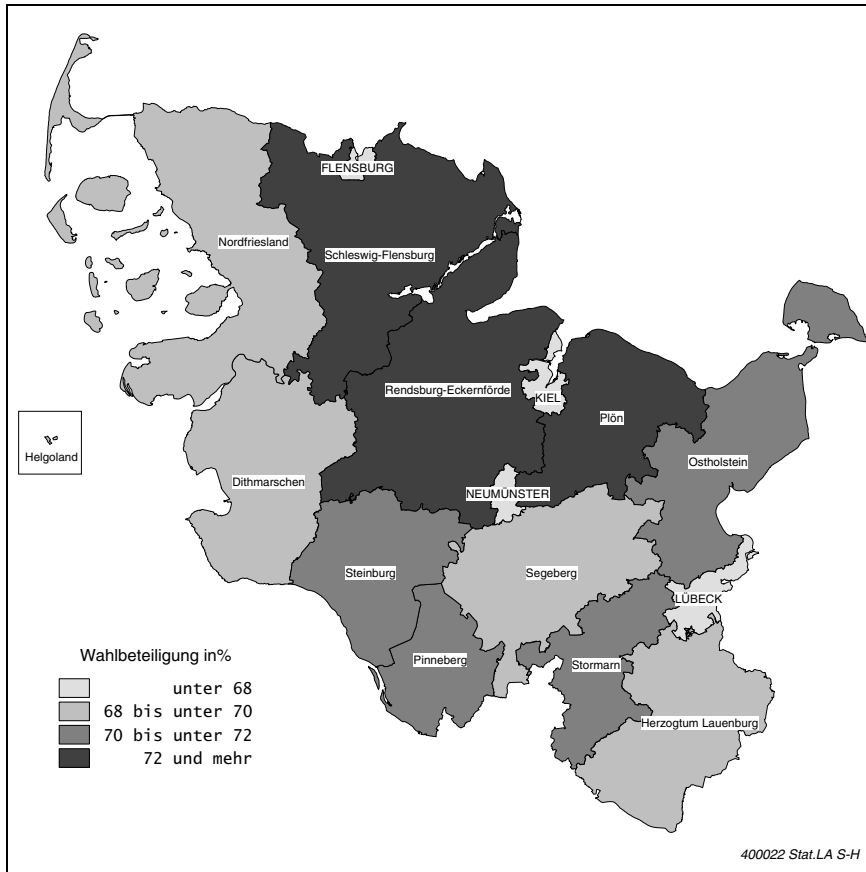 FLENSBURG
Nordfriesland
Schleswig-Flensburg
Rendsburg-Eckernförde
KIEL
Plön
Helgoland
Ostholstein
Dithmarschen
NEUMÜNSTER
Steinburg
Segeberg
LÜBECK
Pinneberg
Stormarn
Herzogtum Lauenburg
Wahlbeteiligung in%
unter 68
68 bis unter 70
70 bis unter 72
72 und mehr
400022 Stat.LA S-H